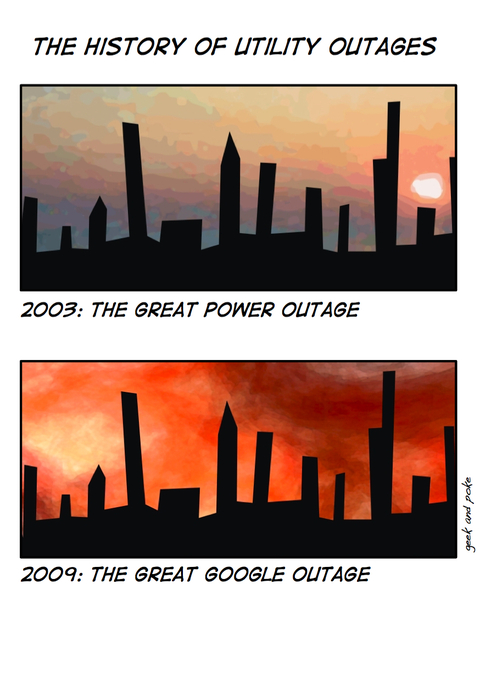 THE HISTORY OF UTILITY OUTAGES
2003: THE GREAT POWER OUTAGE
2009: THE GREAT GOOGLE OUTAGE
geek and poke